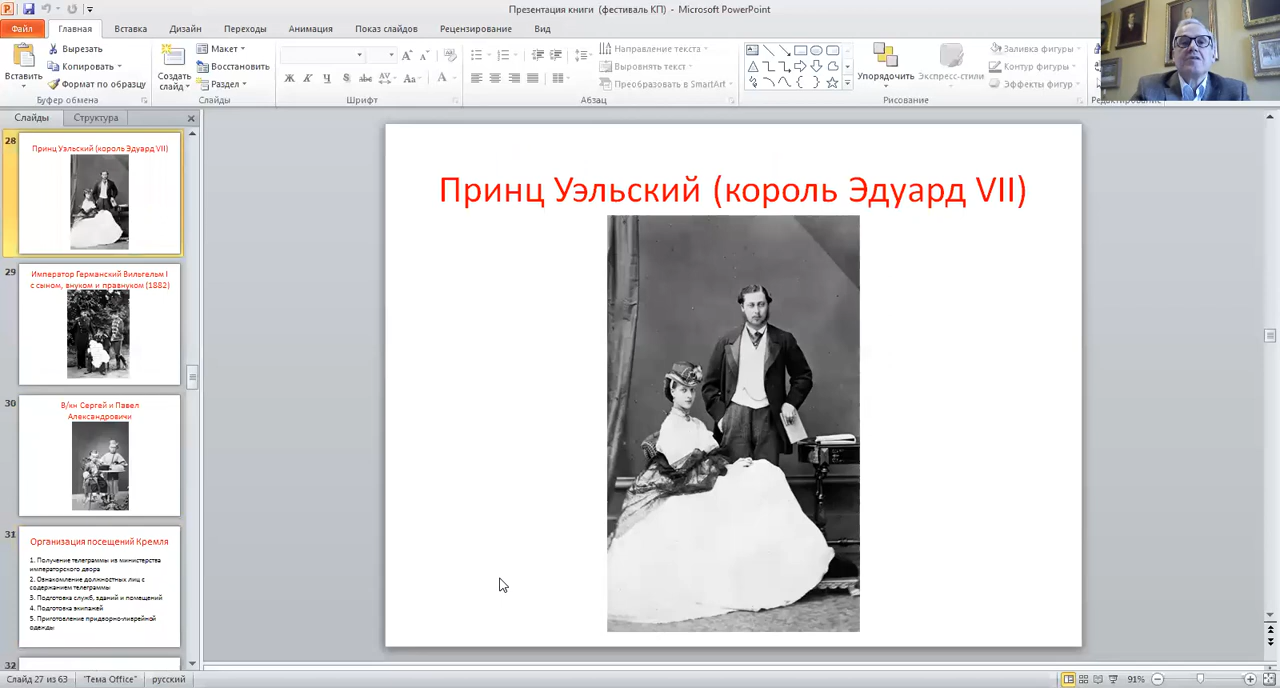 Презентация книги (фестиваль КП) - Microsoft PowerPoint
Файл
Главная
Вставка
Дизайн
Переходы
Анимация
Показ слайдов
Рецензирование
Вид
Вставить
Вырезать
Копировать
Формат по образцу
Буфер обмена
Создать
слайд
Макет
Восстановить
Раздел
Слайды
Ж К Ч S abc AV Aa А
Шрифт
Направление текста
Выровнять текст
Преобразовать в SmartArt
Абзац
Упорядочить
Экспресс-стили
Заливка фигуры
Контур фигуры
Эффекты фигур
Рисование
Редактирование
Слайды
Структура
28
Принц Уэльский (король Эдуард VII)
29
Император Германский Вильгельм I
с сыном, внуком и правнуком (1882)
30
В/кн Сергей и Павел
Александровичи
31
Организация посещений Кремля
1. Получение телеграммы из министерства
императорского двора
2. Ознакомление должностных лиц с
содержанием телеграммы
3. Подготовка служб, зданий и помещений
4. Подготовка экипажей
5. Приготовление придворно-ливрейной
одежды
32
Принц Уэльский (король Эдуард VII)
Слайд 27 из 63
"Тема Office"
русский
91%